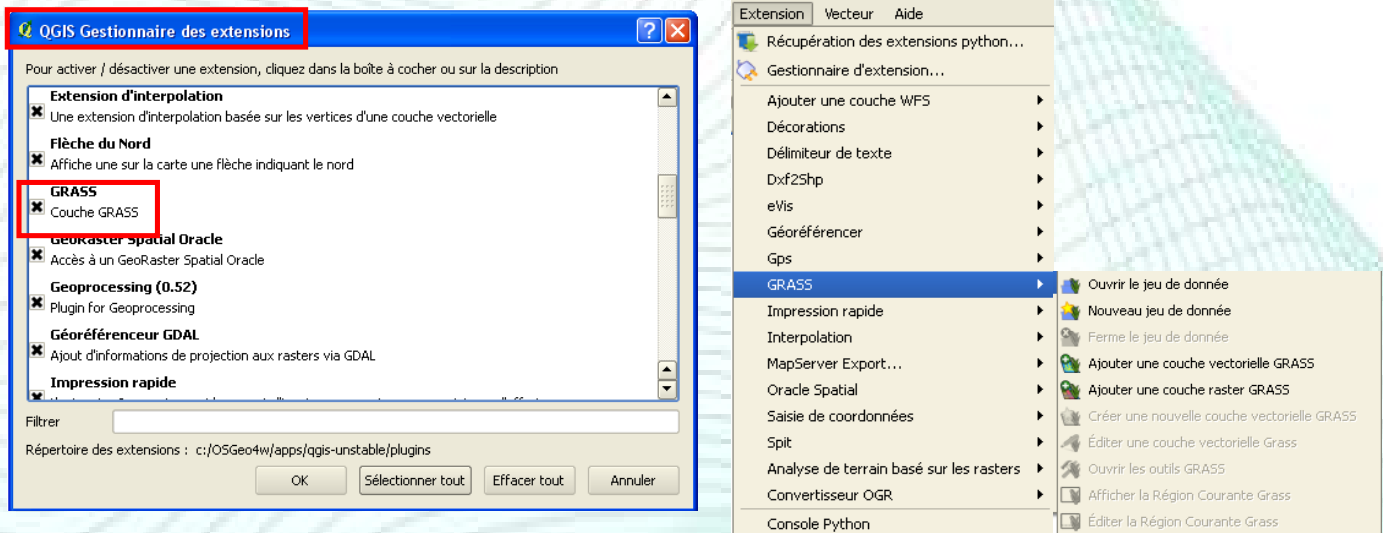 QGIS Gestionnaire des extensions
Pour activer / désactiver une extension, cliquez dans la boîte à cocher ou sur la description
Extension d'interpolation
Une extension d'interpolation basée sur les vertices d'une couche vectorielle
Flèche du Nord
Affiche une sur la carte une flèche indiquant le nord
GRASS
Couche GRASS
GeoRaster Spatial Oracle
Accès à un GeoRaster Spatial Oracle
Geoprocessing (0.52)
Plugin for Geoprocessing
Géoréférenceur GDAL
Ajout d'informations de projection aux rasters via GDAL
Impression rapide
Filtrer
Répertoire des extensions : c:/OSGeo4w/apps/qgis-unstable/plugins
OK
Sélectionner tout
Effacer tout
Annuler
Extension Vecteur Aide
Récupération des extensions python...
Gestionnaire d'extension...
Ajouter une couche WFS
Décorations
Délimiteur de texte
Dxf2Shp
eVis
Géoréférencer
Gps
GRASS
Impression rapide
Interpolation
MapServer Export...
Oracle Spatial
Saisie de coordonnées
Spit
Analyse de terrain basé sur les rasters
Convertisseur OGR
Console Python
Ouvrir le jeu de donnée
Nouveau jeu de donnée
Ferme le jeu de donnée
Ajouter une couche vectorielle GRASS
Ajouter une couche raster GRASS
Créer une nouvelle couche vectorielle GRASS
Éditer une couche vectorielle Grass
Ouvrir les outils GRASS
Afficher la Région Courante Grass
Éditer la Région Courante Grass